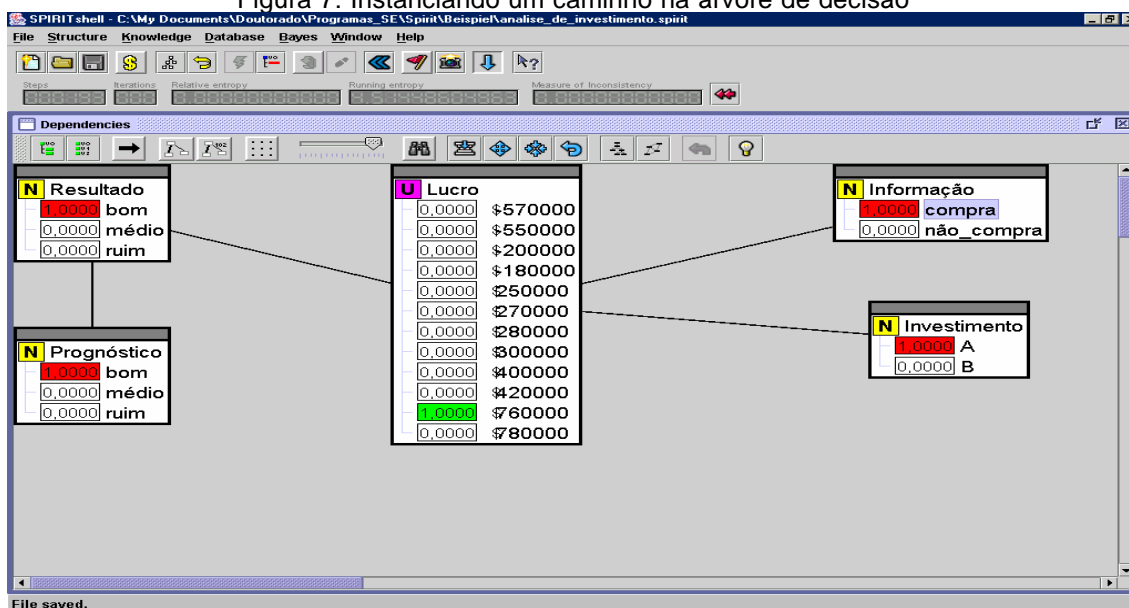 Figura 7: Instanciando um caminho na árvore de decisão
SPIRITshell - C:\My Documents\Doutorado\Programas_SE\Spirit\Beispiel\analise_de_investimento.spirit
File Structure Knowledge Database Bayes Window Help
Steps Iterations Relative entropy Running entropy Measure of Inconsistency
Dependencies
N Resultado
1,0000 bom
0,0000 médio
0,0000 ruim
N Prognóstico
1,0000 bom
0,0000 médio
0,0000 ruim
U Lucro
0,0000 $570000
0,0000 $550000
0,0000 $200000
0,0000 $180000
0,0000 $250000
0,0000 $270000
0,0000 $280000
0,0000 $300000
0,0000 $400000
0,0000 $420000
1,0000 $760000
0,0000 $780000
N Informação
1,0000 compra
0,0000 não_compra
N Investimento
1,0000 A
0,0000 B
File saved.